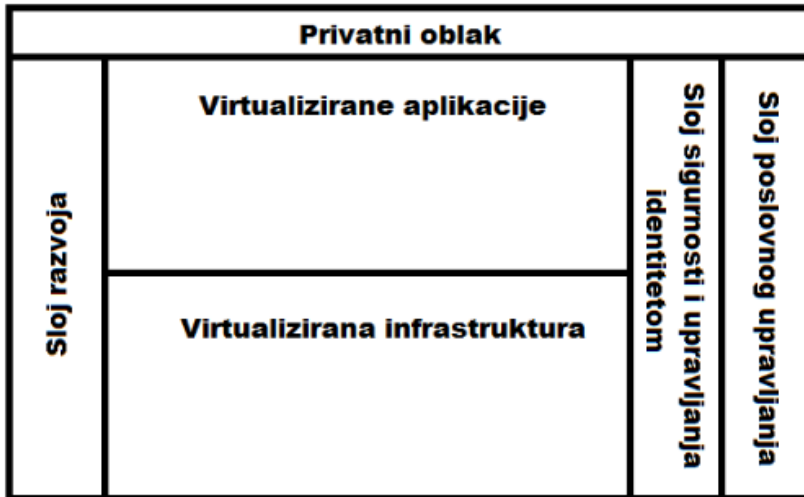 Privatni oblak
Sloj razvoja
Virtualizirane aplikacije
Virtualizirana infrastruktura
Sloj sigurnosti i upravljanja
identitetom
Sloj poslovnog upravljanja